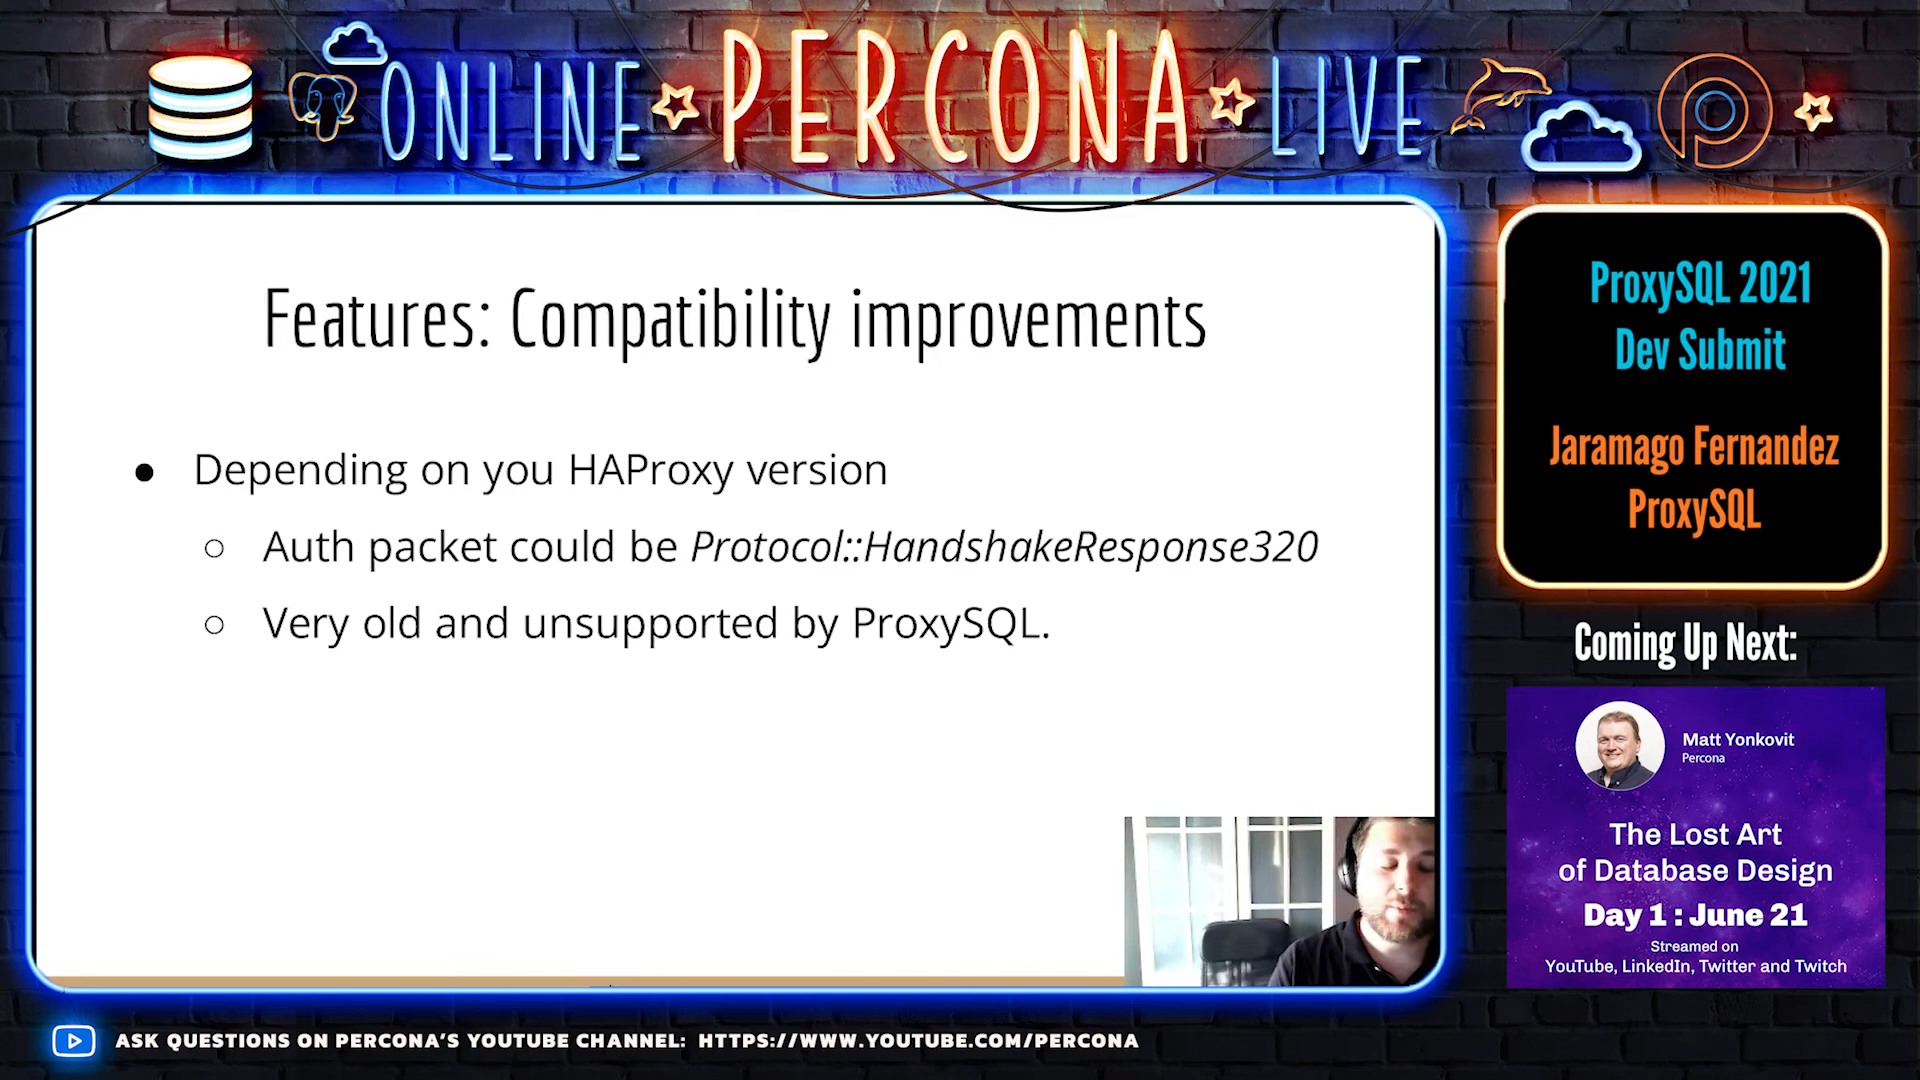 ONLINE PERCONA LIVE
Features: Compatibility improvements
● Depending on you HAProxy version
○ Auth packet could be Protocol::HandshakeResponse320
○ Very old and unsupported by ProxySQL.
ProxySQL 2021
Dev Submit
Jaramago Fernandez
ProxySQL
Coming Up Next:
Matt Yonkovit
Percona
The Lost Art
of Database Design
Day 1 : June 21
Streamed on
YouTube, LinkedIn, Twitter and Twitch
ASK QUESTIONS ON PERCONA'S YOUTUBE CHANNEL: HTTPS://WWW.YOUTUBE.COM/PERCONA